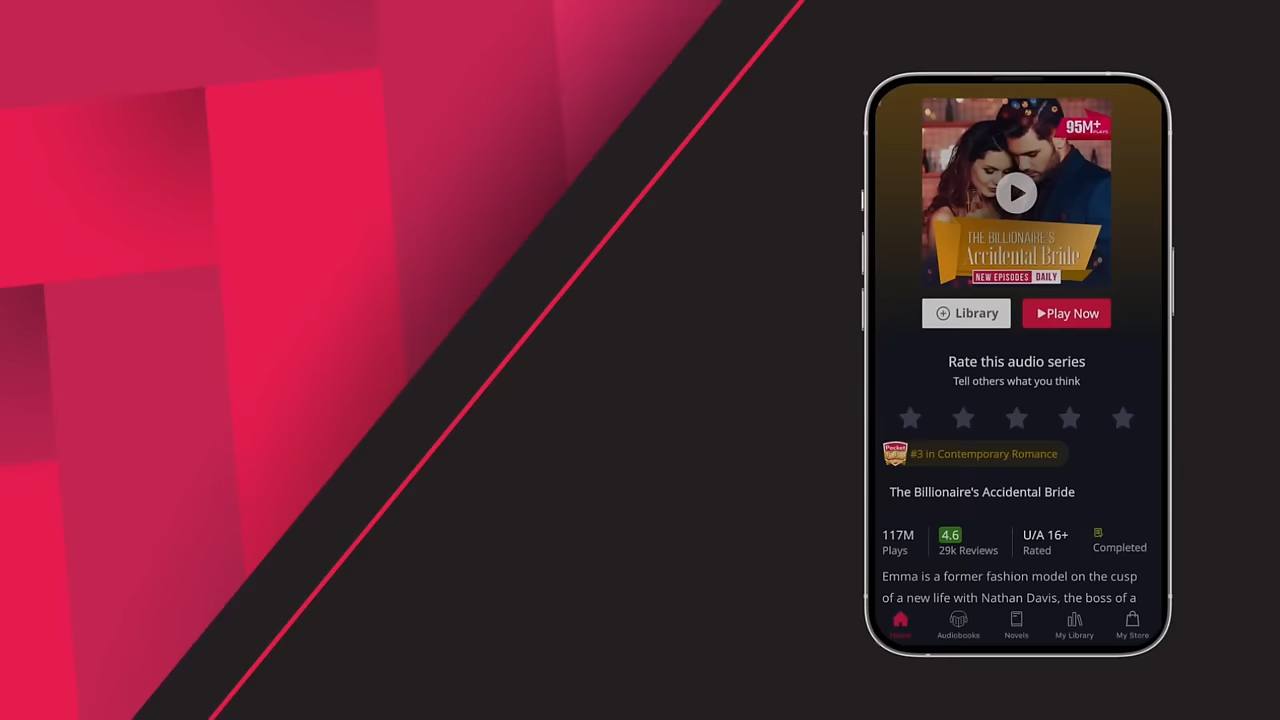 95M+
PLAYS
THE BILLIONAIRE'S
Accidental Bride
NEW EPISODES DAILY
Library
Play Now
Rate this audio series
Tell others what you think
Pocket
#3 in Contemporary Romance
The Billionaire's Accidental Bride
117M 4.6 U/A 16+
Plays 29k Reviews Rated Completed
Emma is a former fashion model on the cusp
of a new life with Nathan Davis, the boss of a
Home Audiobooks Novels My Library My Store